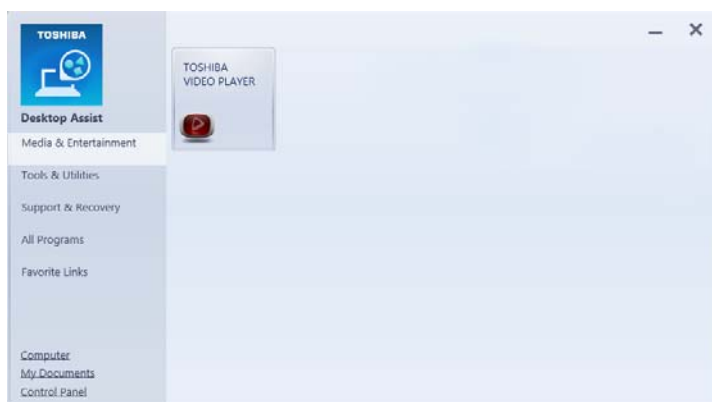 TOSHIBA
Desktop Assist
Media & Entertainment
Tools & Utilities
Support & Recovery
All Programs
Favorite Links
Computer
My Documents
Control Panel
TOSHIBA
VIDEO PLAYER